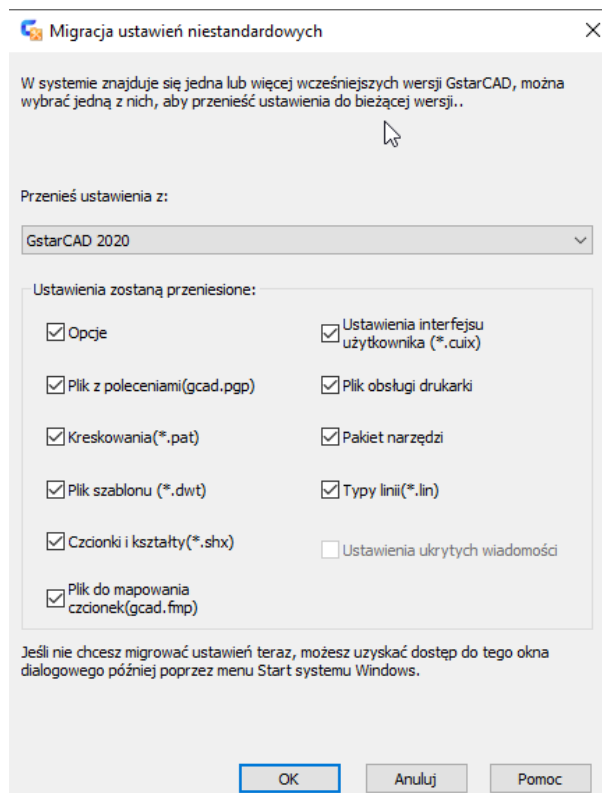 Migracja ustawień niestandardowych
W systemie znajduje się jedna lub więcej wcześniejszych wersji GstarCAD, można
wybrać jedną z nich, aby przenieść ustawienia do bieżącej wersji..
Przenieś ustawienia z:
GstarCAD 2020
Ustawienia zostaną przeniesione:
Opcje
Ustawienia interfejsu
użytkownika (*.cuix)
Plik z poleceniami(gcad.pgp)
Plik obsługi drukarki
Kreskowania(*.pat)
Pakiet narzędzi
Plik szablonu (*.dwt)
Typy linii(*.lin)
Czcionki i kształty(*.shx)
Ustawienia ukrytych wiadomości
Plik do mapowania
czcionek(gcad.fmp)
Jeśli nie chcesz migrować ustawień teraz, możesz uzyskać dostęp do tego okna
dialogowego później poprzez menu Start systemu Windows.
OK
Anuluj
Pomoc